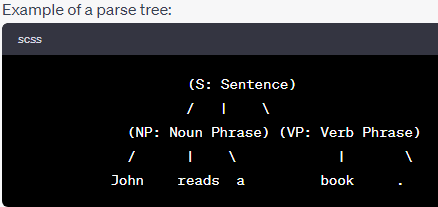 Example of a parse tree:
scss
(S: Sentence)
/ | \
(NP: Noun Phrase) (VP: Verb Phrase)
/ | \ | \
John reads a book .